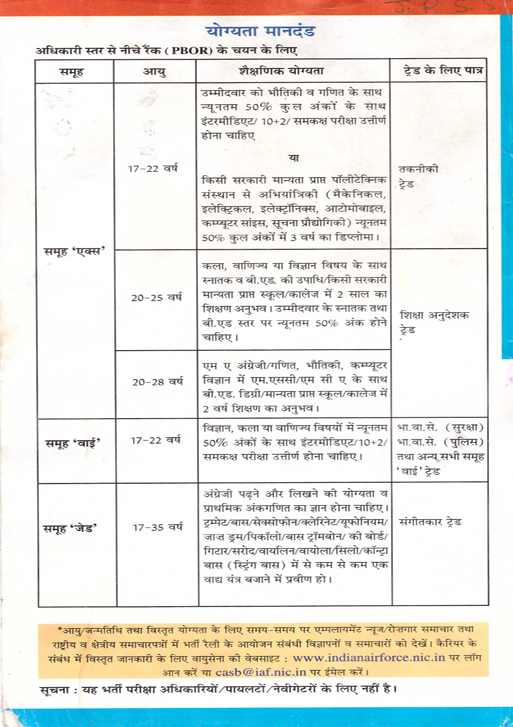 योग्यता मानदंड
अधिकारी स्तर से नीचे रैंक ( PBOR) के चयन के लिए
समूह
आयु
शैक्षणिक योग्यता
ट्रेड के लिए पात्र
समूह 'एक्स'
17–22 वर्ष
उम्मीदवार को भौतिकी व गणित के साथ
न्यूनतम 50% कुल अंकों के साथ
इंटरमीडिएट/ 10+2/ समकक्ष परीक्षा उत्तीर्ण
होना चाहिए
या
किसी सरकारी मान्यता प्राप्त पॉलीटेक्निक
संस्थान से अभियांत्रिकी (मैकेनिकल,
इलेक्ट्रिकल, इलेक्ट्रॉनिक्स, आटोमोबाइल,
कम्प्यूटर सांइस, सूचना प्रौद्योगिकी) न्यूनतम
50% कुल अंकों में 3 वर्ष का डिप्लोमा।
तकनीकी
ट्रेड
20–25 वर्ष
कला, वाणिज्य या विज्ञान विषय के साथ
स्नातक व बी.एड. की उपाधि/किसी सरकारी
मान्यता प्राप्त स्कूल/कालेज में 2 साल का
शिक्षण अनुभव। उम्मीदवार के स्नातक तथा
बी.एड स्तर पर न्यूनतम 50% अंक होने
चाहिए।
शिक्षा अनुदेशक
ट्रेड
20–28 वर्ष
एम ए अंग्रेजी/गणित, भौतिकी, कम्प्यूटर
विज्ञान में एम.एससी/एम सी ए के साथ
बी.एड. डिग्री/मान्यता प्राप्त स्कूल/कालेज में
2 वर्ष शिक्षण का अनुभव।
समूह 'वाई'
17–22 वर्ष
विज्ञान, कला या वाणिज्य विषयों में न्यूनतम
50% अंकों के साथ इंटरमीडिएट/10+2/
समकक्ष परीक्षा उत्तीर्ण होना चाहिए।
भा.वा.से. (सुरक्षा)
भा.वा.से. (पुलिस)
तथा अन्य सभी समूह
'वाई' ट्रेड
समूह 'जेड'
17–35 वर्ष
अंग्रेजी पढ़ने और लिखने की योग्यता व
प्राथमिक अंकगणित का ज्ञान होना चाहिए।
ट्रम्पेट/बास/सेक्सोफोन/क्लेरिनेट/यूफोनियम/
जाज़ ड्रम/पिकॉलो/बास ट्रॉमबोन/ की बोर्ड/
गिटार/सरोद/वायलिन/वायोला/सिलो/कॉन्ट्रा
बास (स्ट्रिंग बास) में से कम से कम एक
वाद्य यंत्र बजाने में प्रवीण हो।
संगीतकार ट्रेड
*आयु/जन्मतिथि तथा विस्तृत योग्यता के लिए समय-समय पर एम्पलायमेंट न्यूज/रोज़गार समाचार तथा
राष्ट्रीय व क्षेत्रीय समाचारपत्रों में भर्ती रैली के आयोजन संबंधी विज्ञापनों व समाचारों को देखें। कैरियर के
संबंध में विस्तृत जानकारी के लिए वायुसेना की वेबसाइट : www.indianairforce.nic.in पर लॉग
आन करें या casb@iaf.nic.in पर ईमेल करें।
सूचना : यह भर्ती परीक्षा अधिकारियों/पायलटों/नेवीगेटरों के लिए नहीं है।